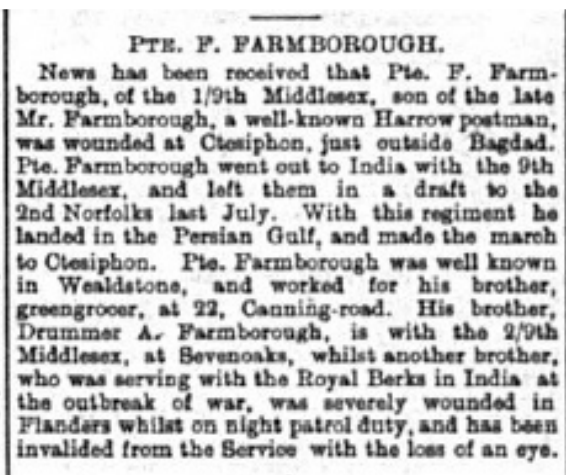 PTE. F. FARMBOROUGH.
News has been received that Pte. F. Farm-
borough, of the 1/9th Middlesex, son of the late
Mr. Farmborough, a well-known Harrow postman,
was wounded at Ctesiphon, just outside Bagdad.
Pte. Farmborough went out to India with the 9th
Middlesex, and left them in a draft to the
2nd Norfolks last July. With this regiment he
landed in the Persian Gulf, and made the march
to Ctesiphon. Pte. Farmborough was well known
in Wealdstone, and worked for his brother,
greengrocer, at 22, Canning-road. His brother,
Drummer A. Farmborough, is with the 2/9th
Middlesex, at Sevenoaks, whilst another brother,
who was serving with the Royal Berks in India at
the outbreak of war, was severely wounded in
Flanders whilst on night patrol duty, and has been
invalided from the Service with the loss of an eye.